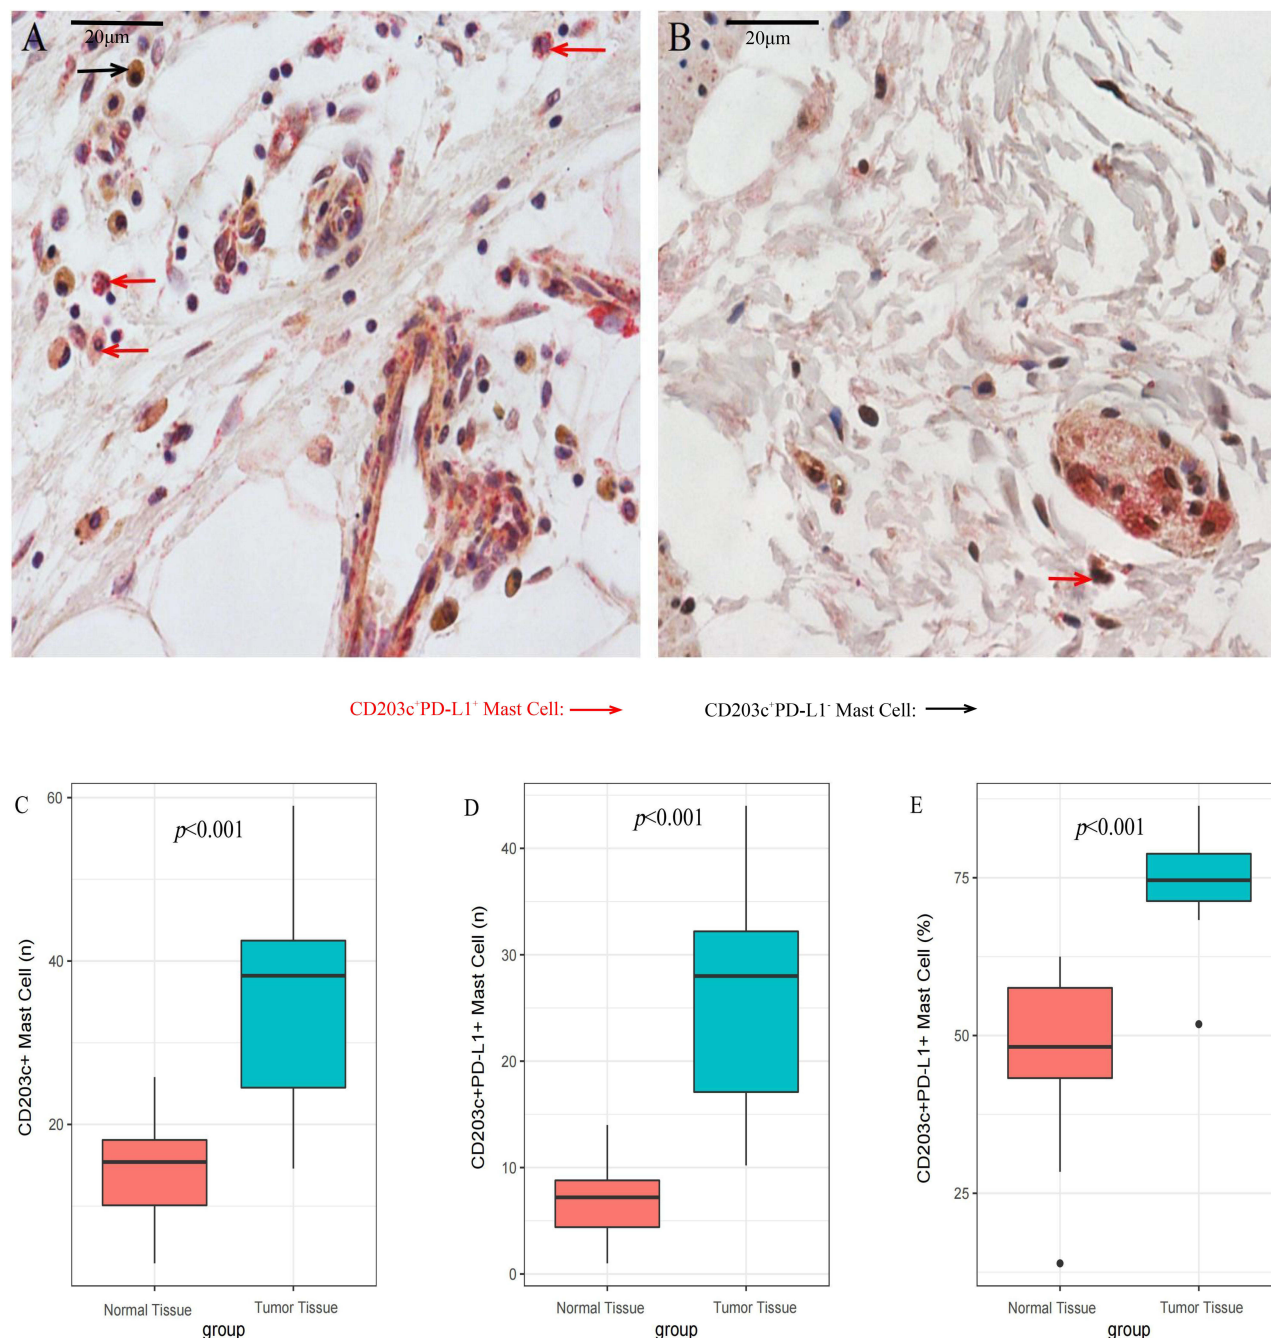 A
20μm
B
20μm
CD203c⁺PD-L1⁺ Mast Cell:
CD203c⁺PD-L1⁻ Mast Cell:
C
p<0.001
60
40
20
CD203c+ Mast Cell (n)
Normal Tissue
Tumor Tissue
group
D
p<0.001
40
30
20
10
0
CD203c+PD-L1+ Mast Cell (n)
Normal Tissue
Tumor Tissue
group
E
p<0.001
75
50
25
CD203c+PD-L1+ Mast Cell (%)
Normal Tissue
Tumor Tissue
group